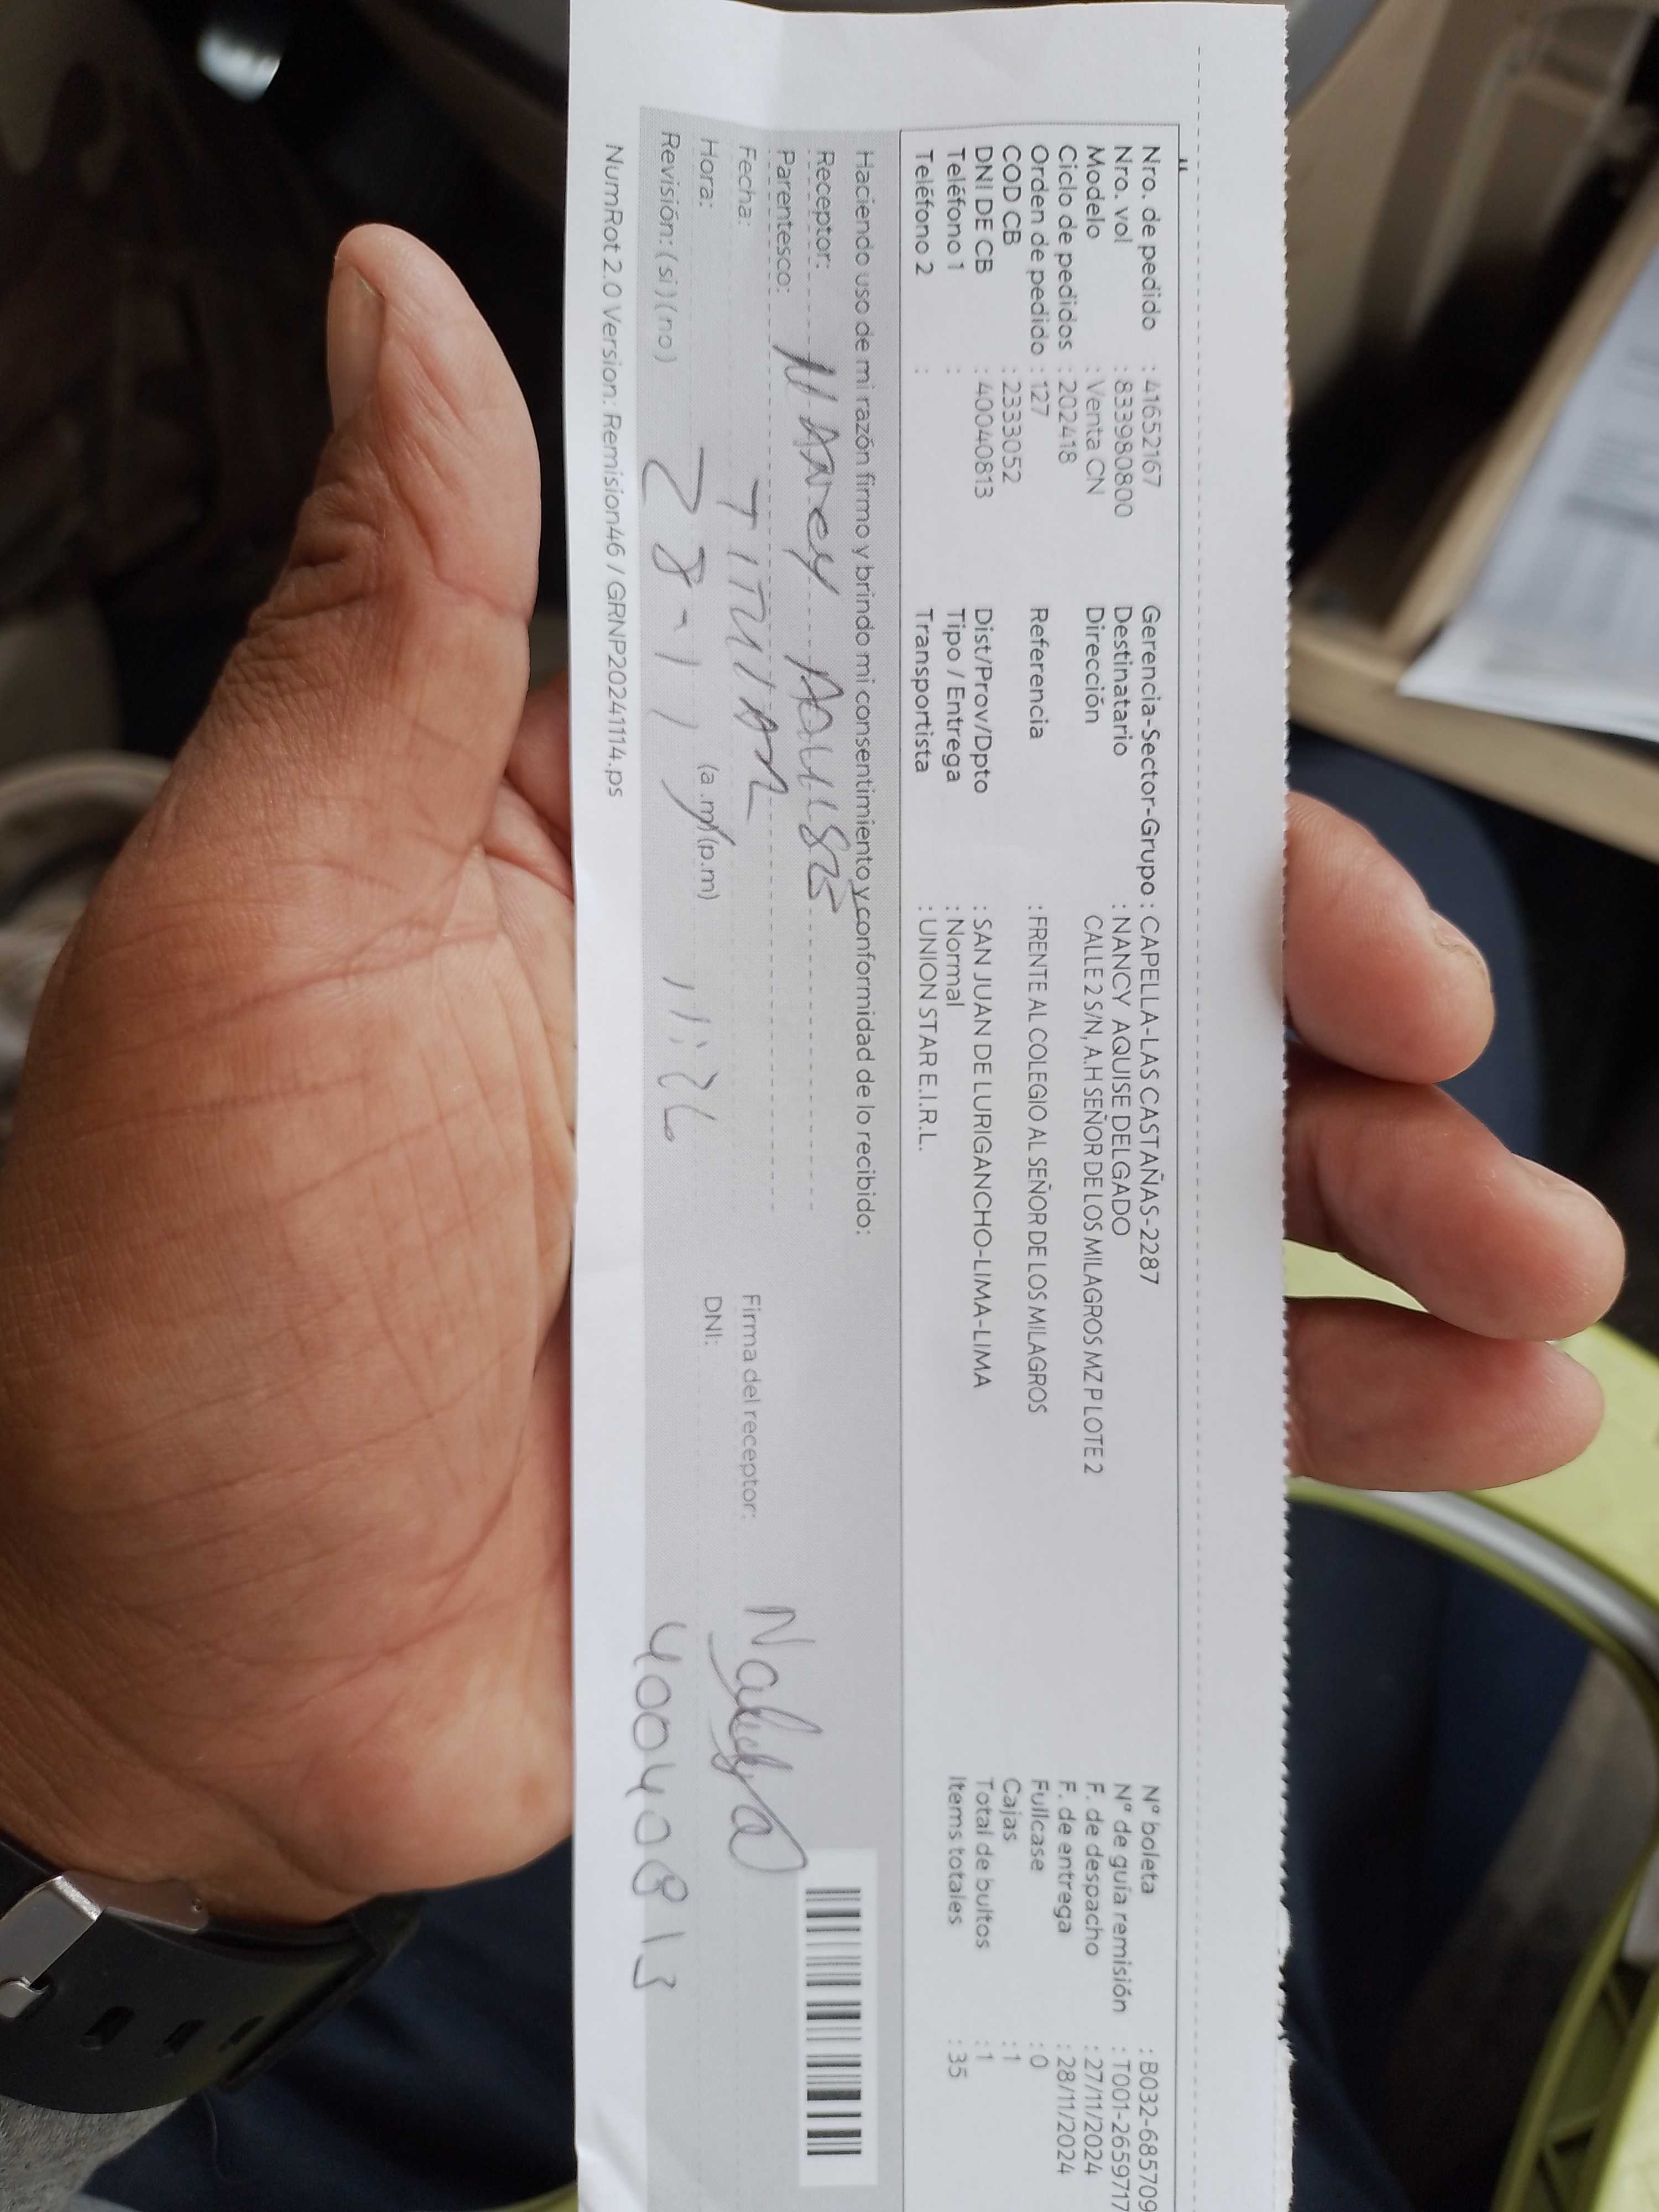 Nro. de pedido : 41652167 Gerencia-Sector-Grupo : CAPELLA-LAS CASTAÑAS-2287 N° boleta : B032-685709
Nro. vol : 833980800 Destinatario : NANCY AQUISE DELGADO N° de guía remisión : T001-2659717
Modelo : Venta CN Dirección CALLE 2 S/N, A.H SEÑOR DE LOS MILAGROS MZ P LOTE 2 F. de despacho : 27/11/2024
Ciclo de pedidos : 202418 F. de entrega : 28/11/2024
Orden de pedido : 127 Referencia : FRENTE AL COLEGIO AL SEÑOR DE LOS MILAGROS Fullcase : 0
COD CB : 2333052 Cajas : 1
DNI DE CB : 40040813 Dist/Prov/Dpto : SAN JUAN DE LURIGANCHO-LIMA-LIMA Total de bultos : 1
Teléfono 1 : Tipo / Entrega : Normal Items totales : 35
Teléfono 2 : Transportista : UNION STAR E.I.R.L.
Haciendo uso de mi razón firmo y brindo mi consentimiento y conformidad de lo recibido:
Receptor: NANCY
Parentesco: TITULAR
Fecha: 28-11 Firma del receptor:
Hora: (a.m)(p.m) 11:26 DNI: 40040813
Revisión: (si) (no)
NumRot 2.0 Version: Remision46 / GRNP20241114.ps